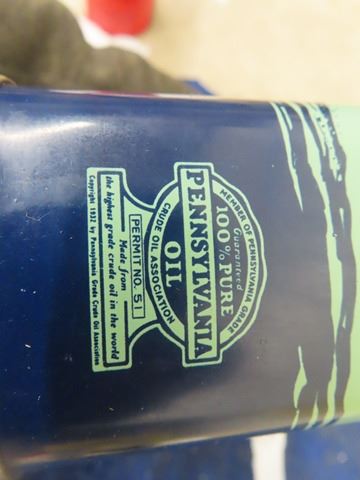 MEMBER OF PENNSYLVANIA GRADE
Guaranteed
100% PURE
PENNSYLVANIA
OIL
CRUDE OIL ASSOCIATION
PERMIT NO. 51
Made from
the highest grade crude oil in the world
Copyright 1932 by Pennsylvania Grade Crude Oil Association